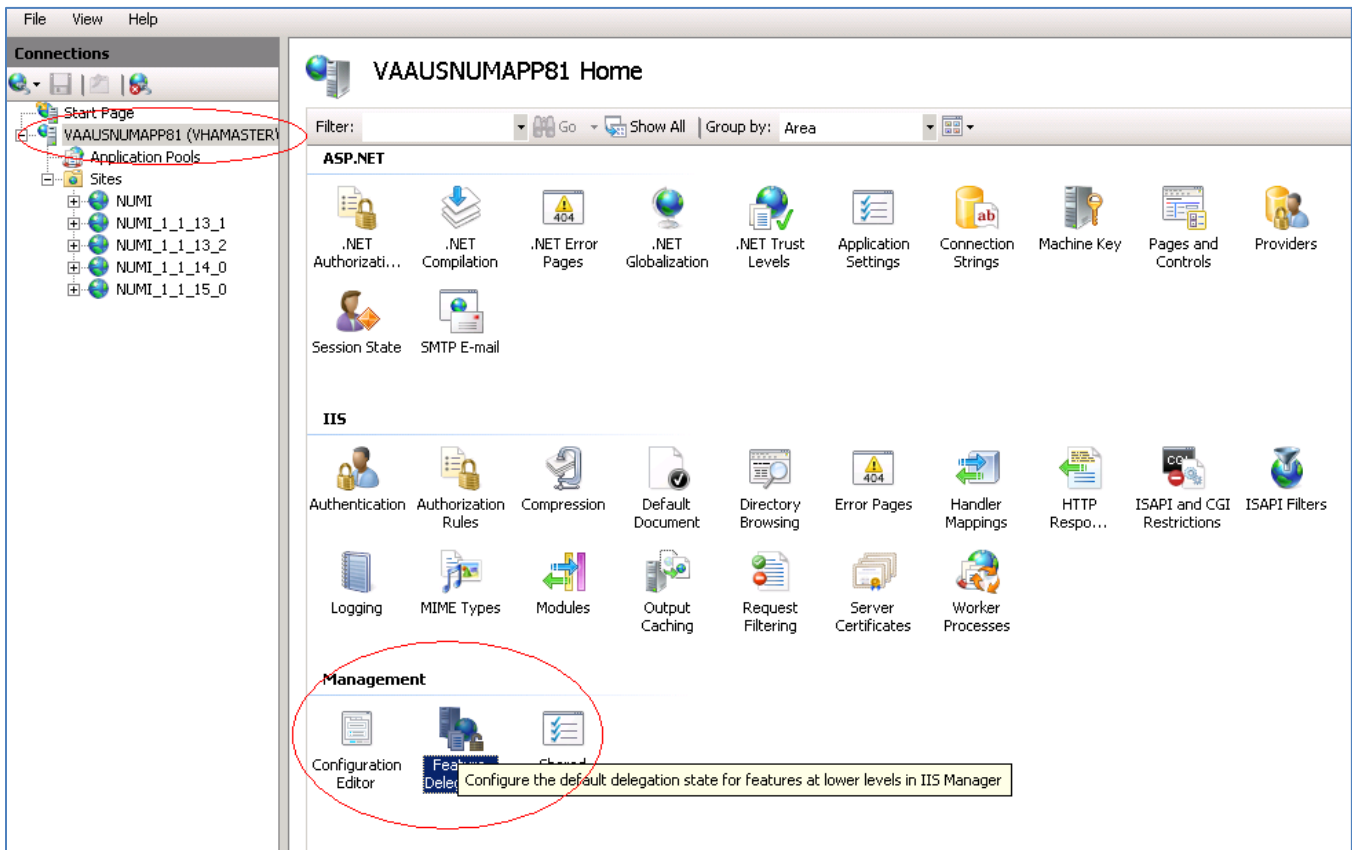 File View Help
Connections
Start Page
VAAUSNUMAPP81 (VHAMASTER\
Application Pools
Sites
NUMI
NUMI_1_1_13_1
NUMI_1_1_13_2
NUMI_1_1_14_0
NUMI_1_1_15_0
VAAUSNUMAPP81 Home
Filter: Go Show All Group by: Area
ASP.NET
.NET Authorizati...
.NET Compilation
.NET Error Pages
.NET Globalization
.NET Trust Levels
Application Settings
Connection Strings
Machine Key
Pages and Controls
Providers
Session State
SMTP E-mail
IIS
Authentication
Authorization Rules
Compression
Default Document
Directory Browsing
Error Pages
Handler Mappings
HTTP Respo...
ISAPI and CGI Restrictions
ISAPI Filters
Logging
MIME Types
Modules
Output Caching
Request Filtering
Server Certificates
Worker Processes
Management
Configuration Editor
Feature
Shared
Configure the default delegation state for features at lower levels in IIS Manager